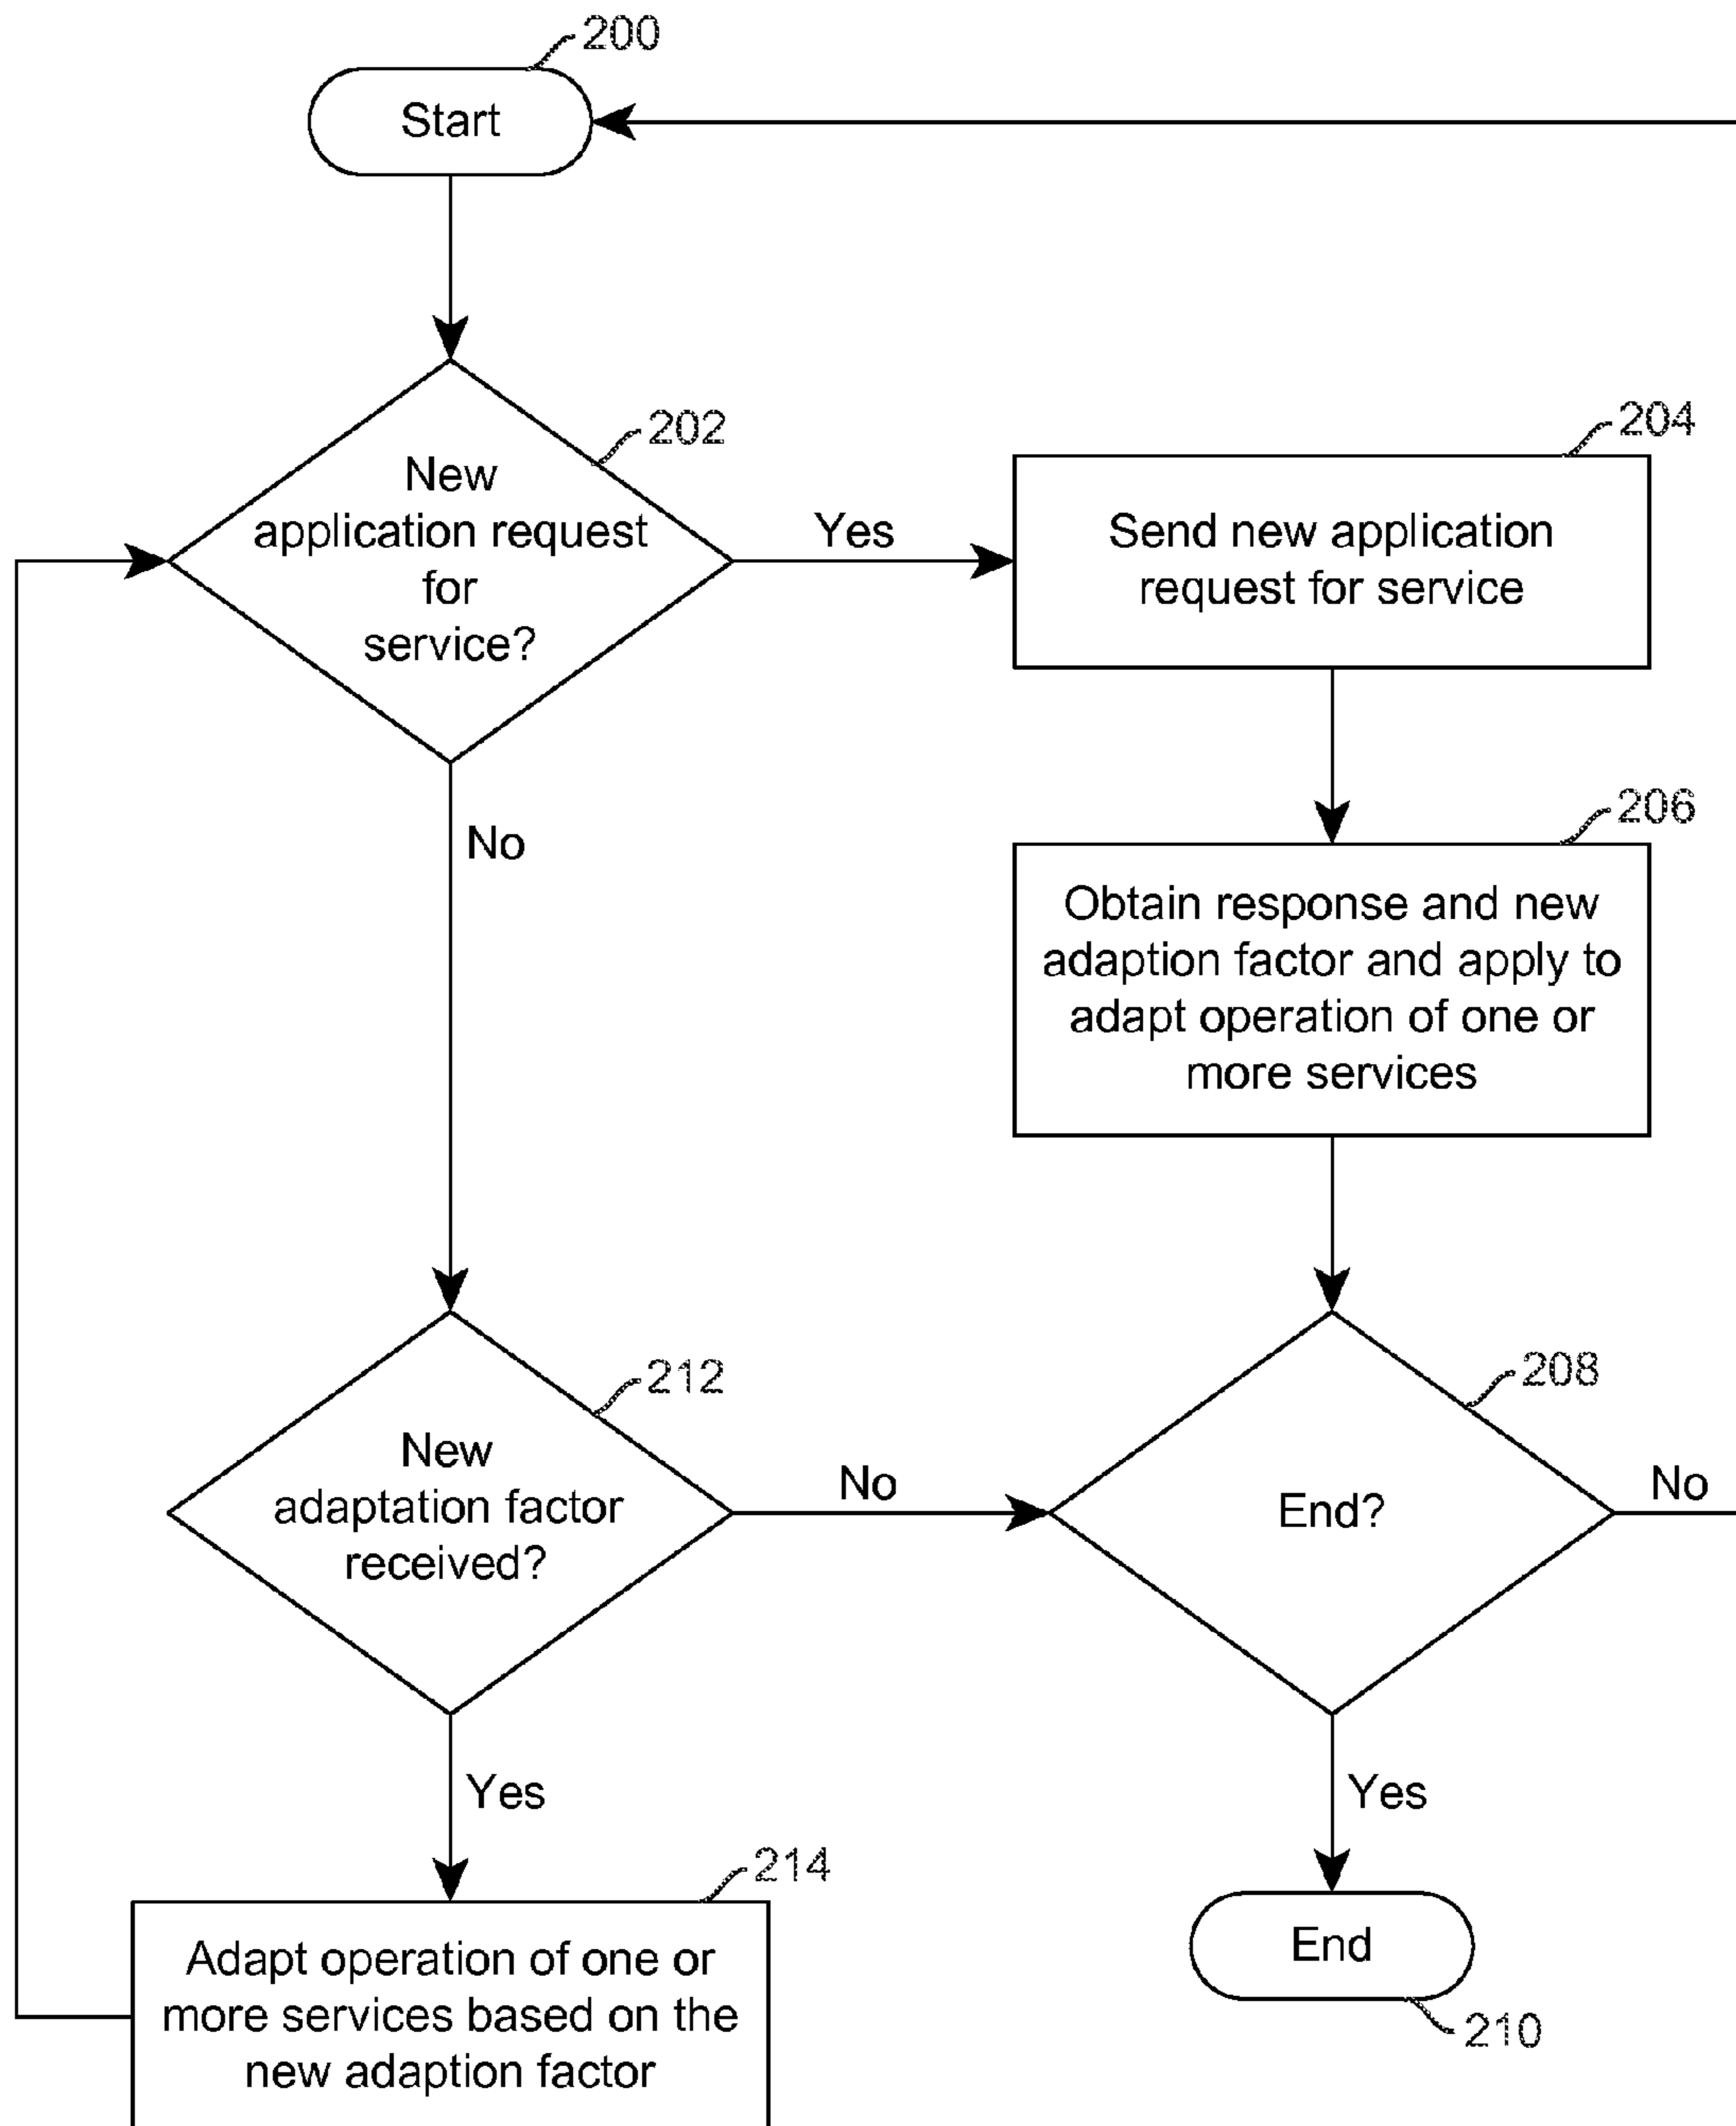 200
Start
202
New
application request
for
service?
Yes
204
Send new application
request for service
No
206
Obtain response and new
adaption factor and apply to
adapt operation of one or
more services
212
New
adaptation factor
received?
No
208
End?
No
Yes
Yes
214
Adapt operation of one or
more services based on the
new adaption factor
End
210